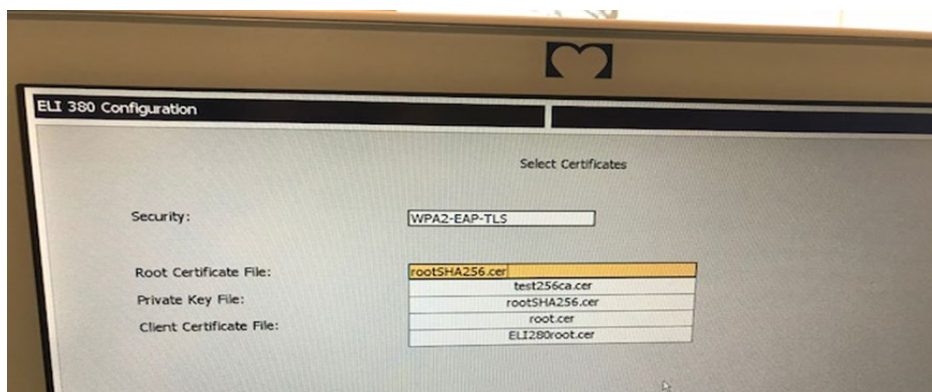 ELI 380 Configuration
Select Certificates
Security: WPA2-EAP-TLS
Root Certificate File: rootSHA256.cer
test256ca.cer
Private Key File: rootSHA256.cer
root.cer
Client Certificate File: ELI280root.cer